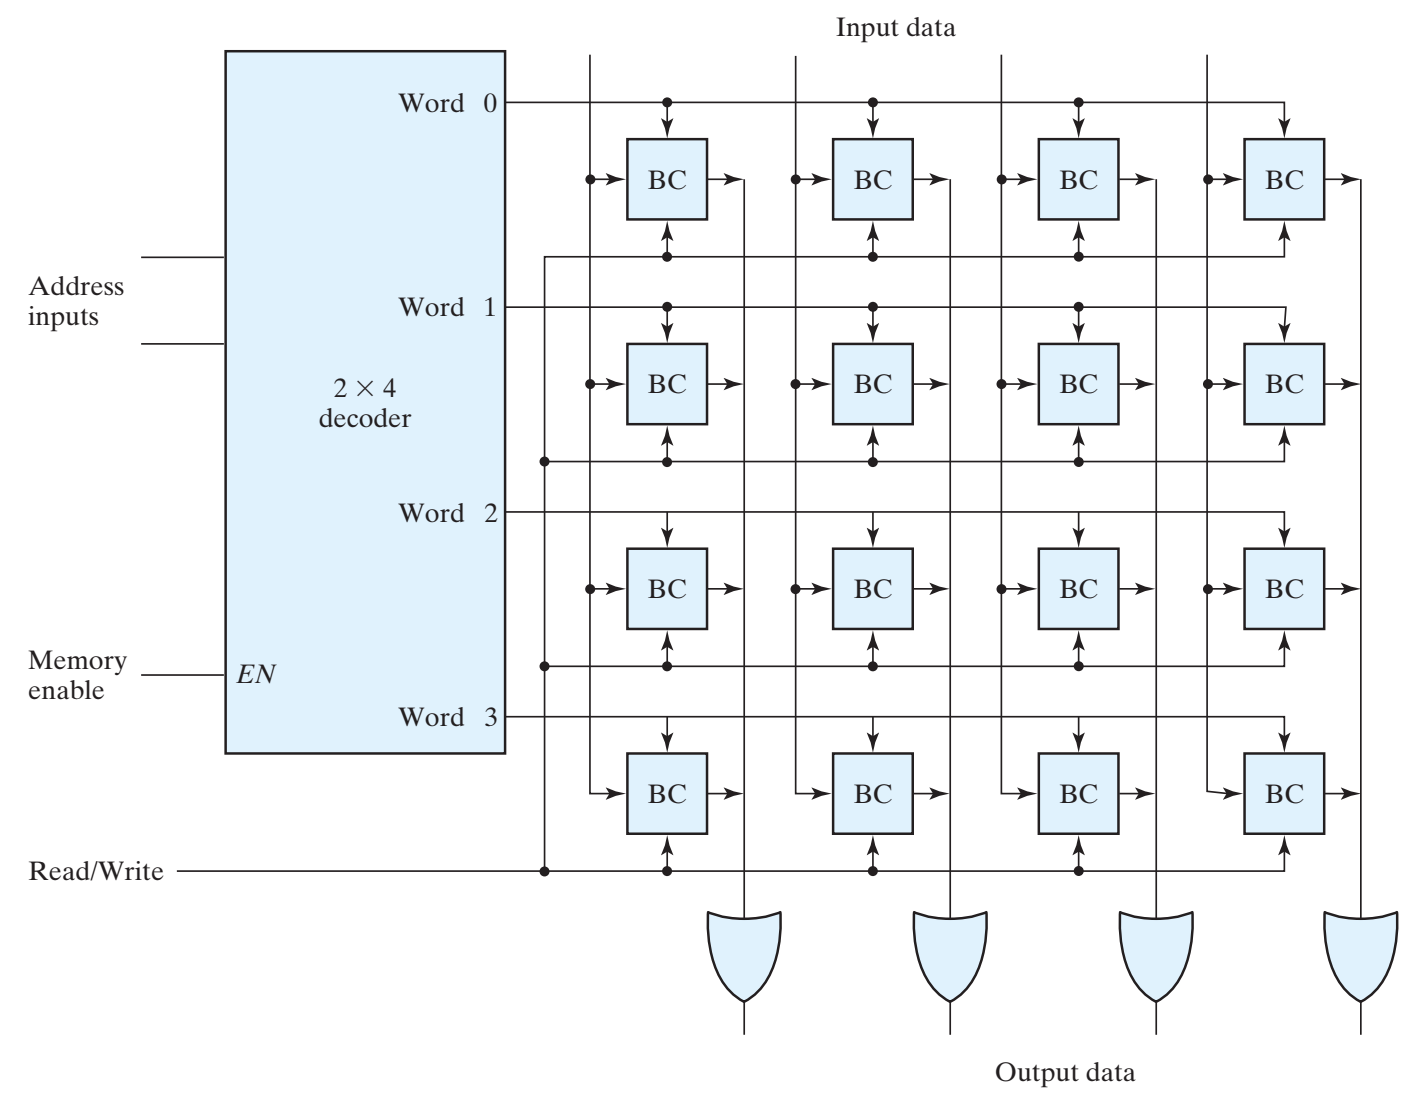 Input data
Word 0
BC BC BC BC
Address
inputs
Word 1
2 × 4
decoder
BC BC BC BC
Word 2
BC BC BC BC
Memory
enable
EN
Word 3
BC BC BC BC
Read/Write
Output data